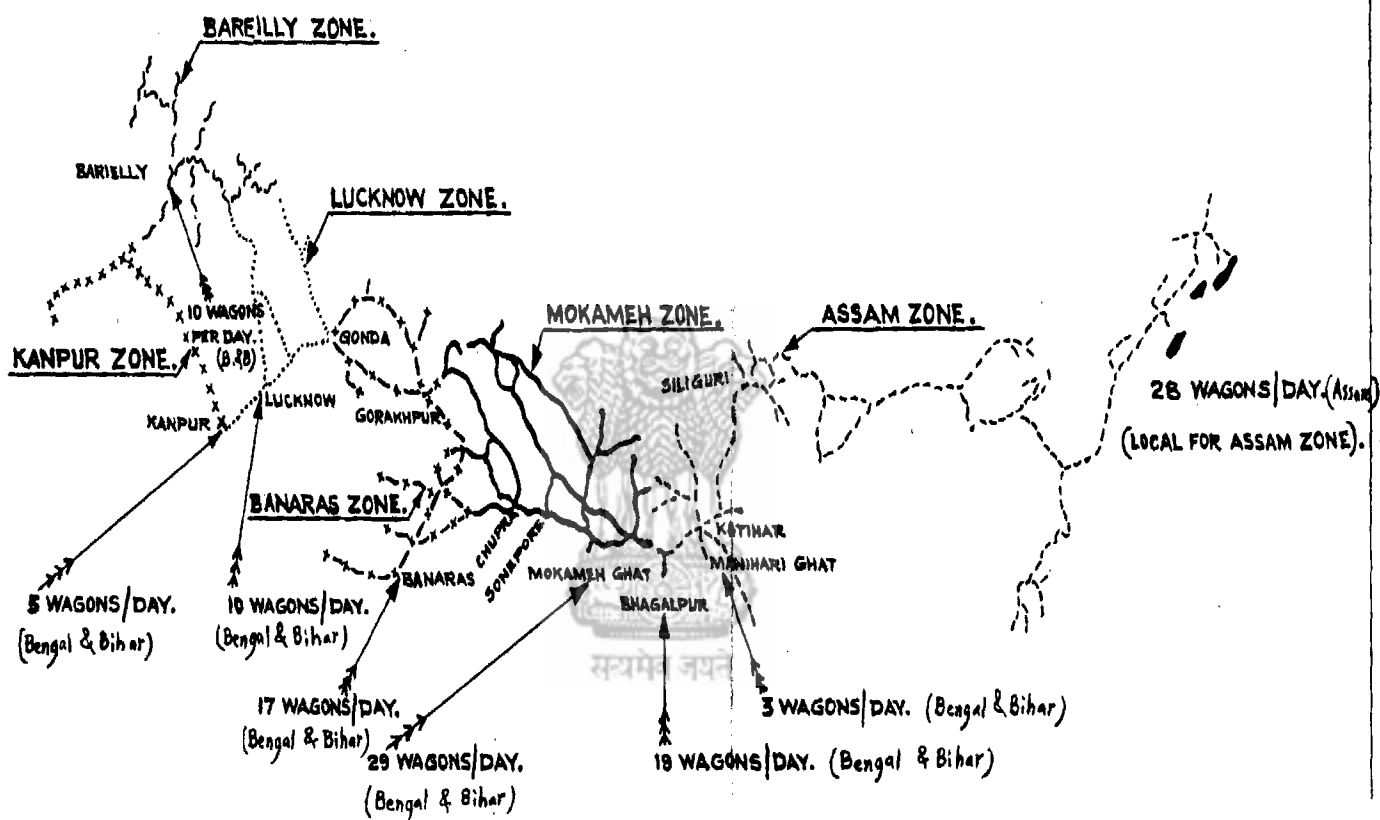 BAREILLY ZONE.
BARIELLY
LUCKNOW ZONE.
10 WAGONS
PER DAY.
(B.&B)
KANPUR ZONE.
KANPUR
LUCKNOW
GONDA
GORAKHPUR
MOKAMEH ZONE.
ASSAM ZONE.
SILIGURI
28 WAGONS/DAY.(Assam)
(LOCAL FOR ASSAM ZONE).
BANARAS ZONE.
BANARAS
CHUPRA
SONEPORE
MOKAMEH GHAT
KATIHAR
MANIHARI GHAT
BHAGALPUR
सत्यमेव जयते
5 WAGONS/DAY.
(Bengal & Bihar)
10 WAGONS/DAY.
(Bengal & Bihar)
17 WAGONS/DAY.
(Bengal & Bihar)
29 WAGONS/DAY.
(Bengal & Bihar)
3 WAGONS/DAY. (Bengal & Bihar)
19 WAGONS/DAY. (Bengal & Bihar)